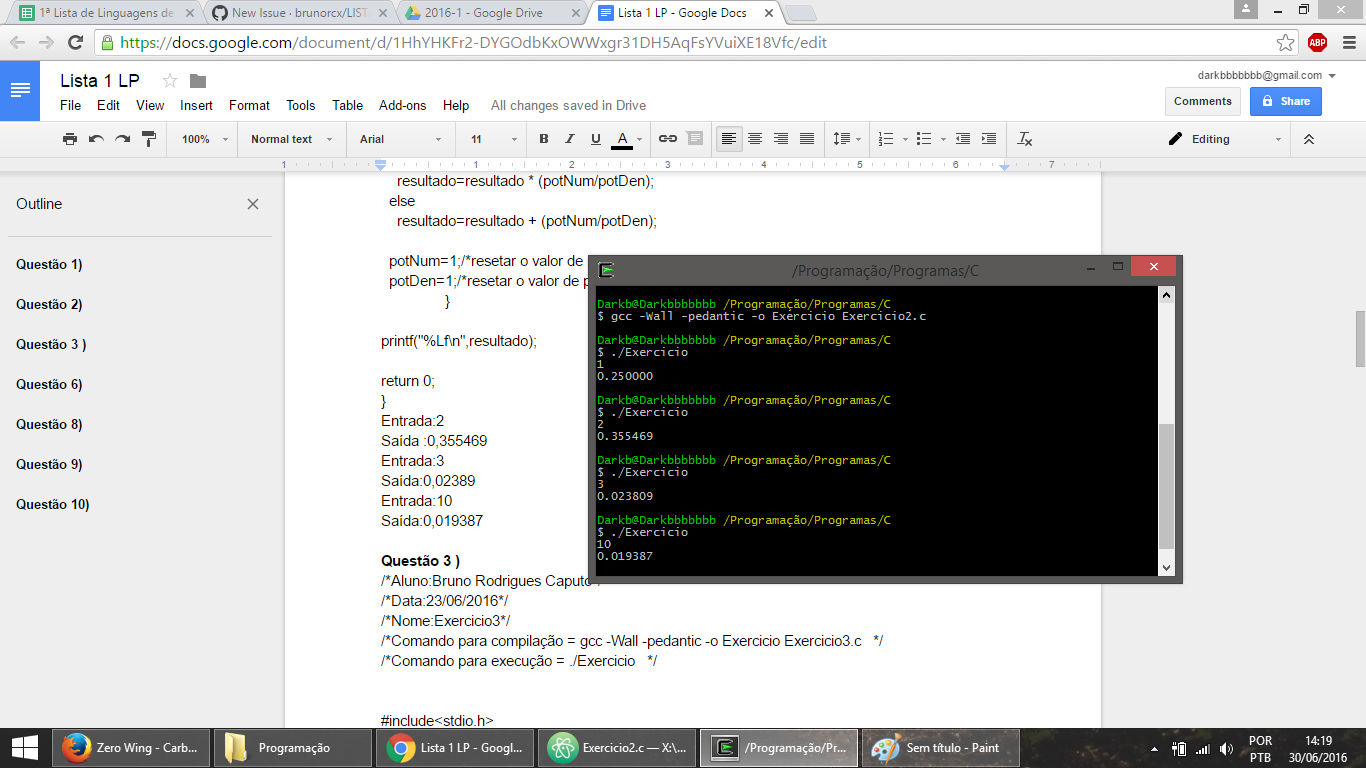 1ª Lista de Linguagens de
New Issue · brunorcx/LIST
2016-1 - Google Drive
Lista 1 LP - Google Docs
https://docs.google.com/document/d/1HhYHKFr2-DYGOdbKxOWWxgr31DH5AqFsYVuiXE18Vfc/edit
ABP
Lista 1 LP
darkbbbbbbb@gmail.com
File Edit View Insert Format Tools Table Add-ons Help All changes saved in Drive
Comments
Share
100% Normal text Arial 11 B I U A Editing
1 1 2 3 4 5 6 7
Outline
Questão 1)
Questão 2)
Questão 3 )
Questão 6)
Questão 8)
Questão 9)
Questão 10)
resultado=resultado * (potNum/potDen);
else
resultado=resultado + (potNum/potDen);
potNum=1;/*resetar o valor de
potDen=1;/*resetar o valor de p
}
printf("%Lf\n",resultado);
return 0;
}
Entrada:2
Saída :0,355469
Entrada:3
Saída:0,02389
Entrada:10
Saída:0,019387
Questão 3 )
/*Aluno:Bruno Rodrigues Caputo
/*Data:23/06/2016*/
/*Nome:Exercicio3*/
/*Comando para compilação = gcc -Wall -pedantic -o Exercicio Exercicio3.c */
/*Comando para execução = ./Exercicio */
#include<stdio.h>
/Programação/Programas/C
Darkb@Darkbbbbbbb /Programação/Programas/C
$ gcc -Wall -pedantic -o Exercicio Exercicio2.c
Darkb@Darkbbbbbbb /Programação/Programas/C
$ ./Exercicio
1
0.250000
Darkb@Darkbbbbbbb /Programação/Programas/C
$ ./Exercicio
2
0.355469
Darkb@Darkbbbbbbb /Programação/Programas/C
$ ./Exercicio
3
0.023809
Darkb@Darkbbbbbbb /Programação/Programas/C
$ ./Exercicio
10
0.019387
Zero Wing - Carb...
Programação
Lista 1 LP - Googl...
Exercicio2.c — X:\...
/Programação/Pr...
Sem título - Paint
POR
PTB
14:19
30/06/2016